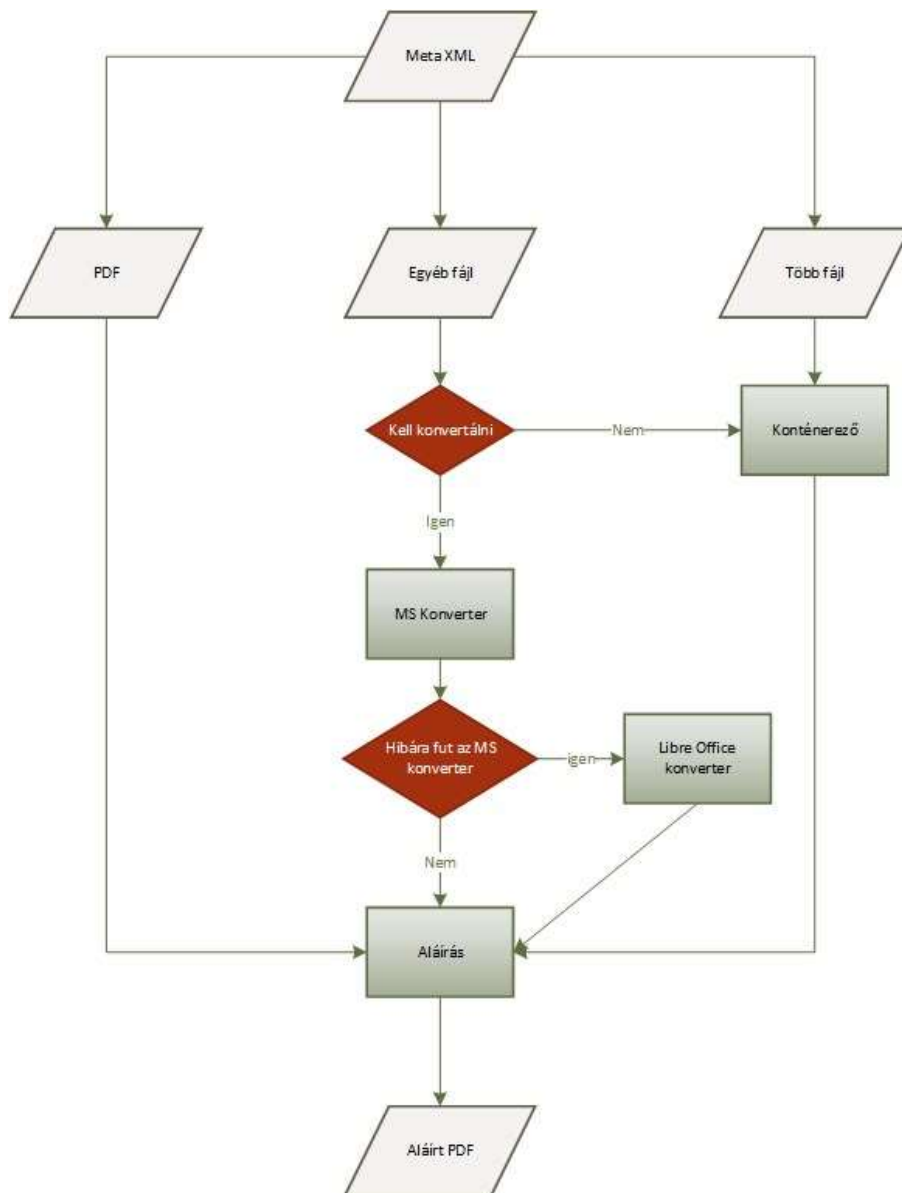 Meta XML
PDF
Egyéb fájl
Több fájl
Kell konvertálni
Nem
Konténerező
Igen
MS Konverter
Hibára fut az MS
konverter
igen
Libre Office
konverter
Nem
Aláírás
Aláírt PDF